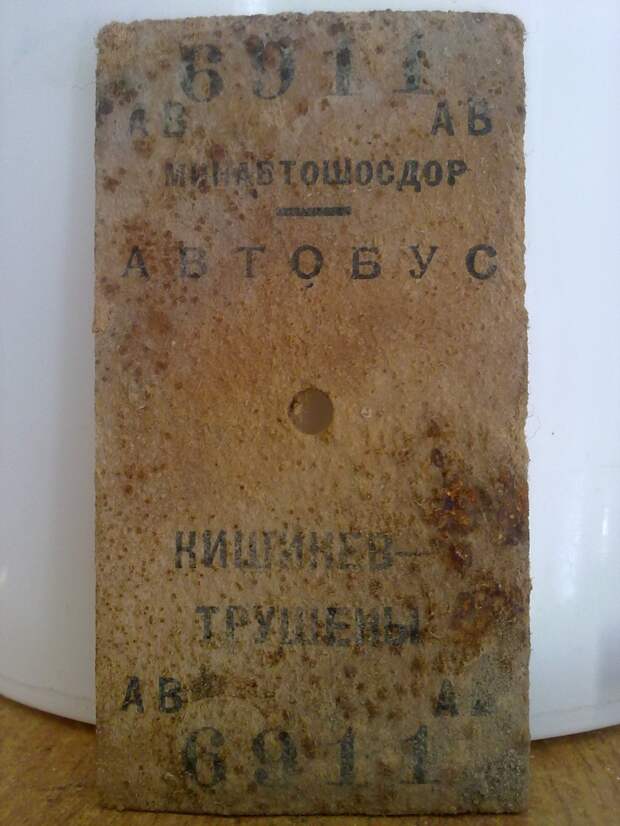 6911
АВ АВ
МИНАВТОШОСДОР
АВТОБУС
КИШИНЕВ—
ТРУШЕНЫ
АВ АВ
6911